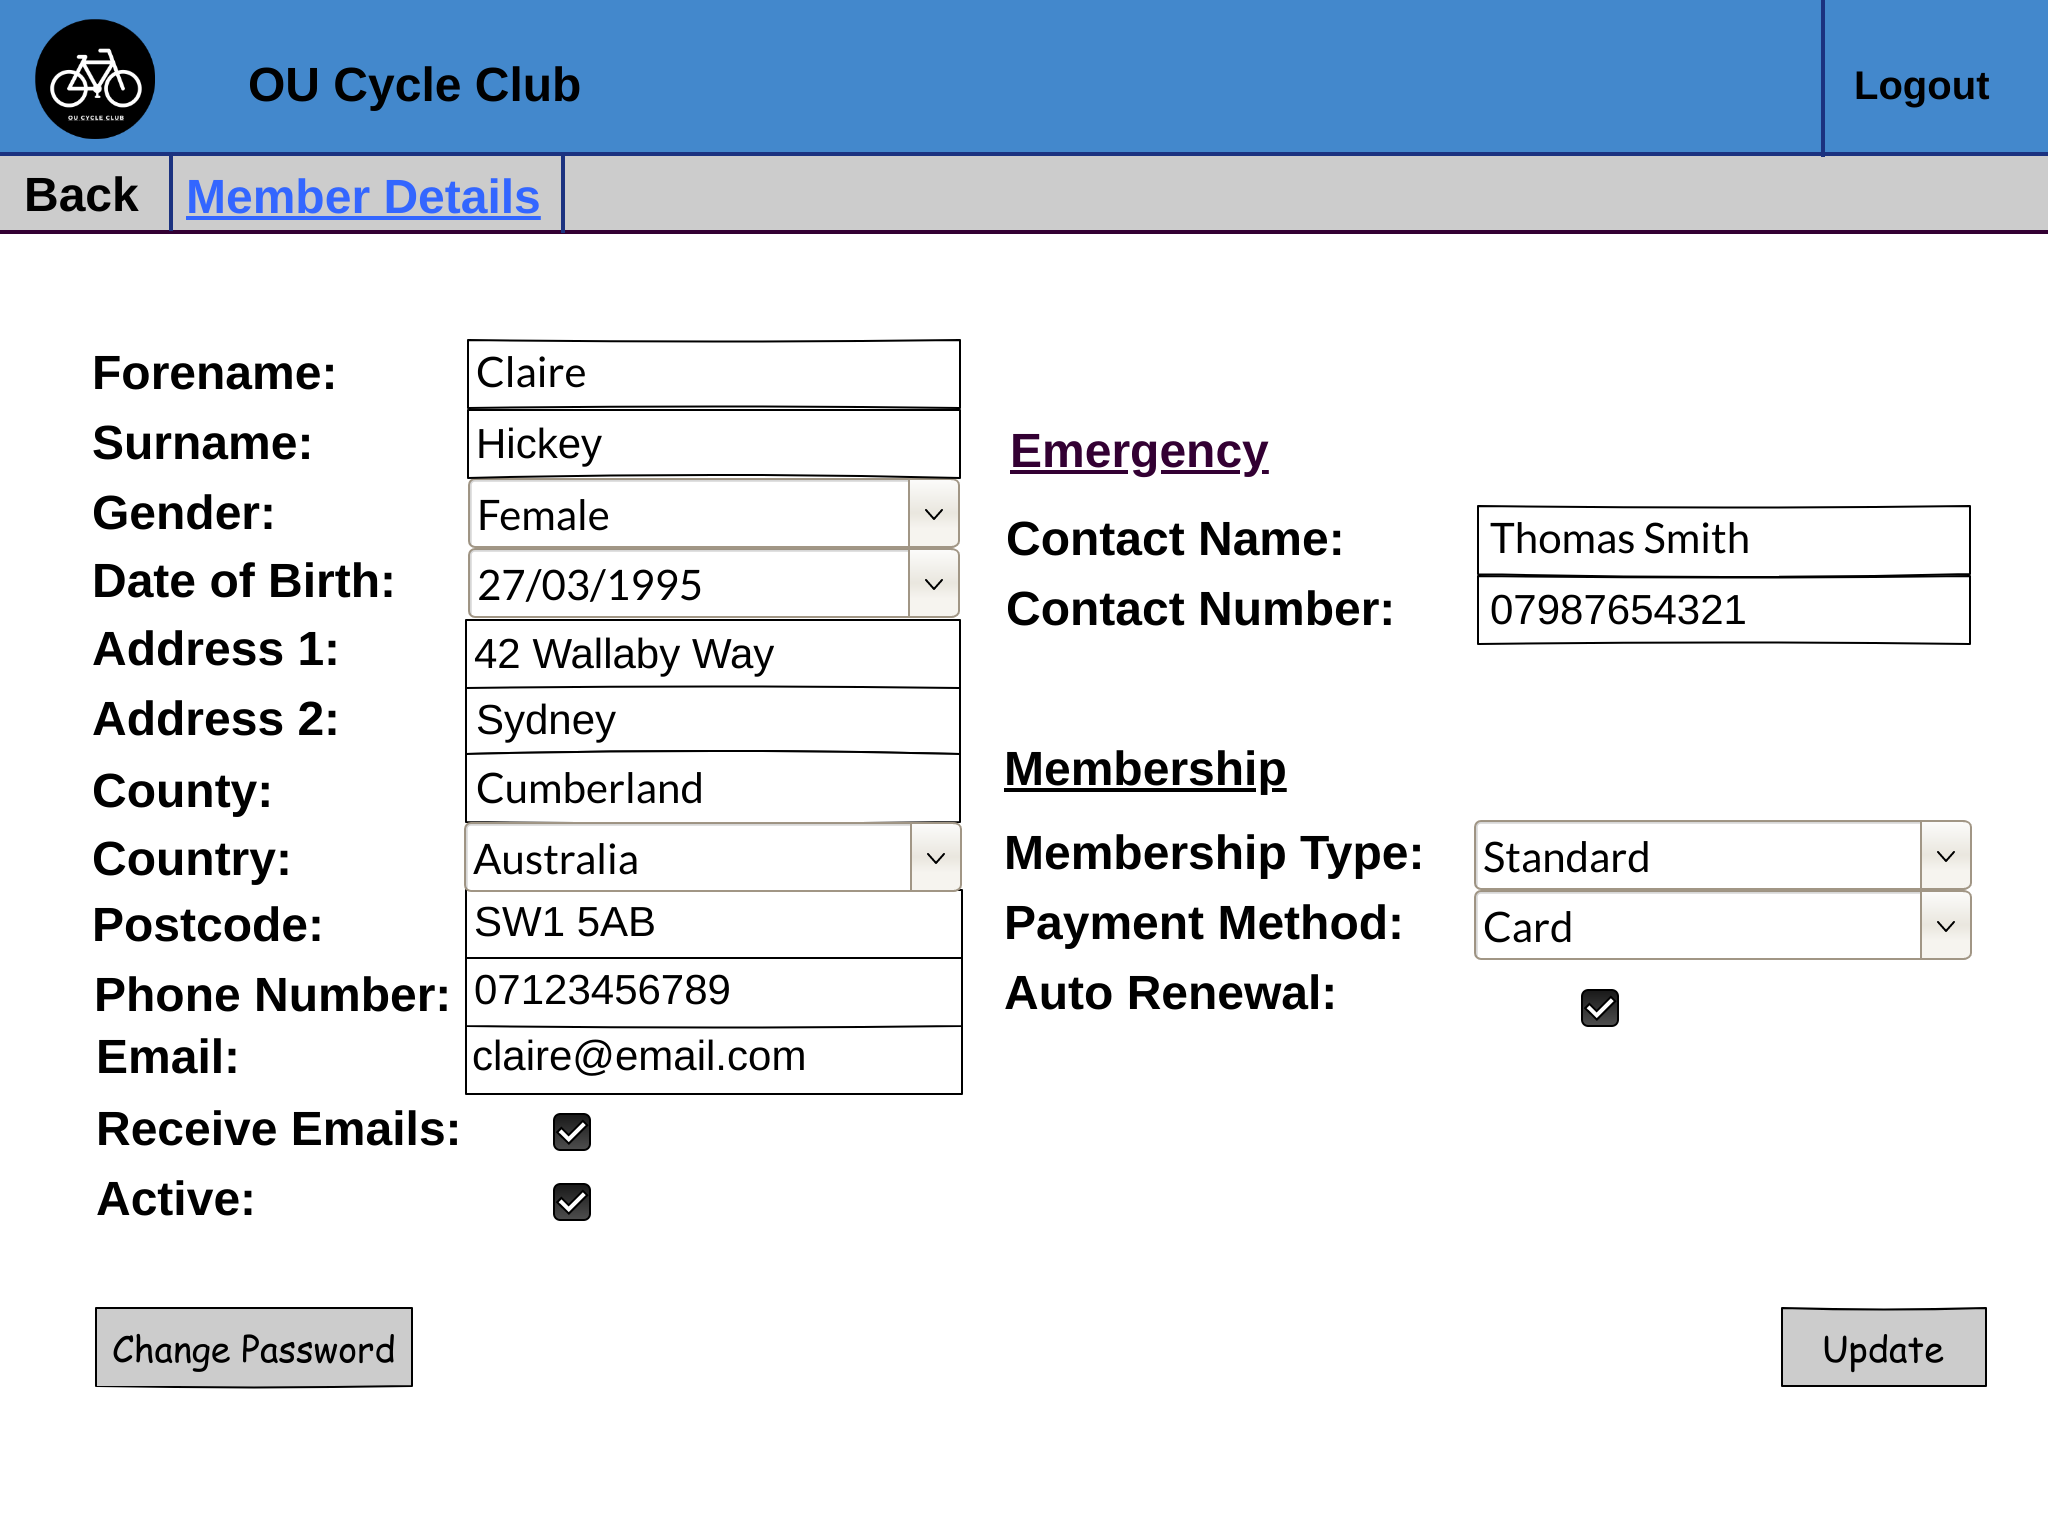 OU CYCLE CLUB
OU Cycle Club
Logout
Back
Member Details
Forename: Claire
Surname: Hickey
Gender: Female
Date of Birth: 27/03/1995
Address 1: 42 Wallaby Way
Address 2: Sydney
County: Cumberland
Country: Australia
Postcode: SW1 5AB
Phone Number: 07123456789
Email: claire@email.com
Receive Emails:
Active:
Emergency
Contact Name: Thomas Smith
Contact Number: 07987654321
Membership
Membership Type: Standard
Payment Method: Card
Auto Renewal:
Change Password
Update